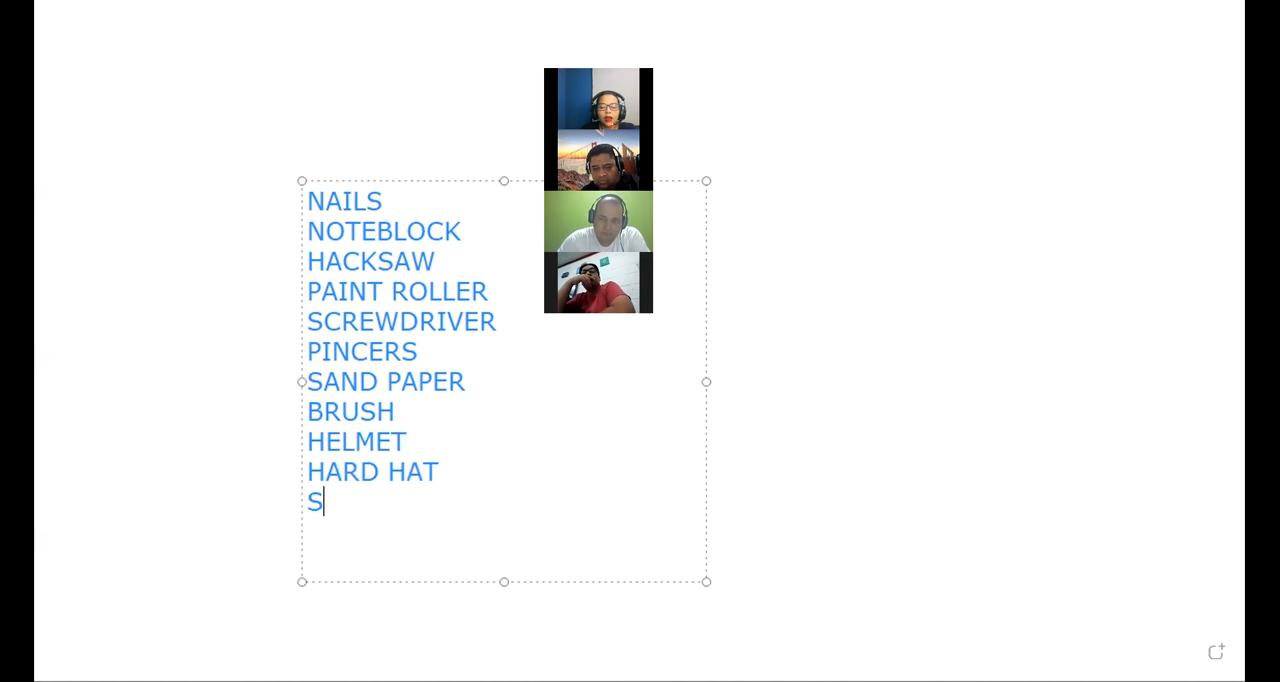 NAILS
NOTEBLOCK
HACKSAW
PAINT ROLLER
SCREWDRIVER
PINCERS
SAND PAPER
BRUSH
HELMET
HARD HAT
S